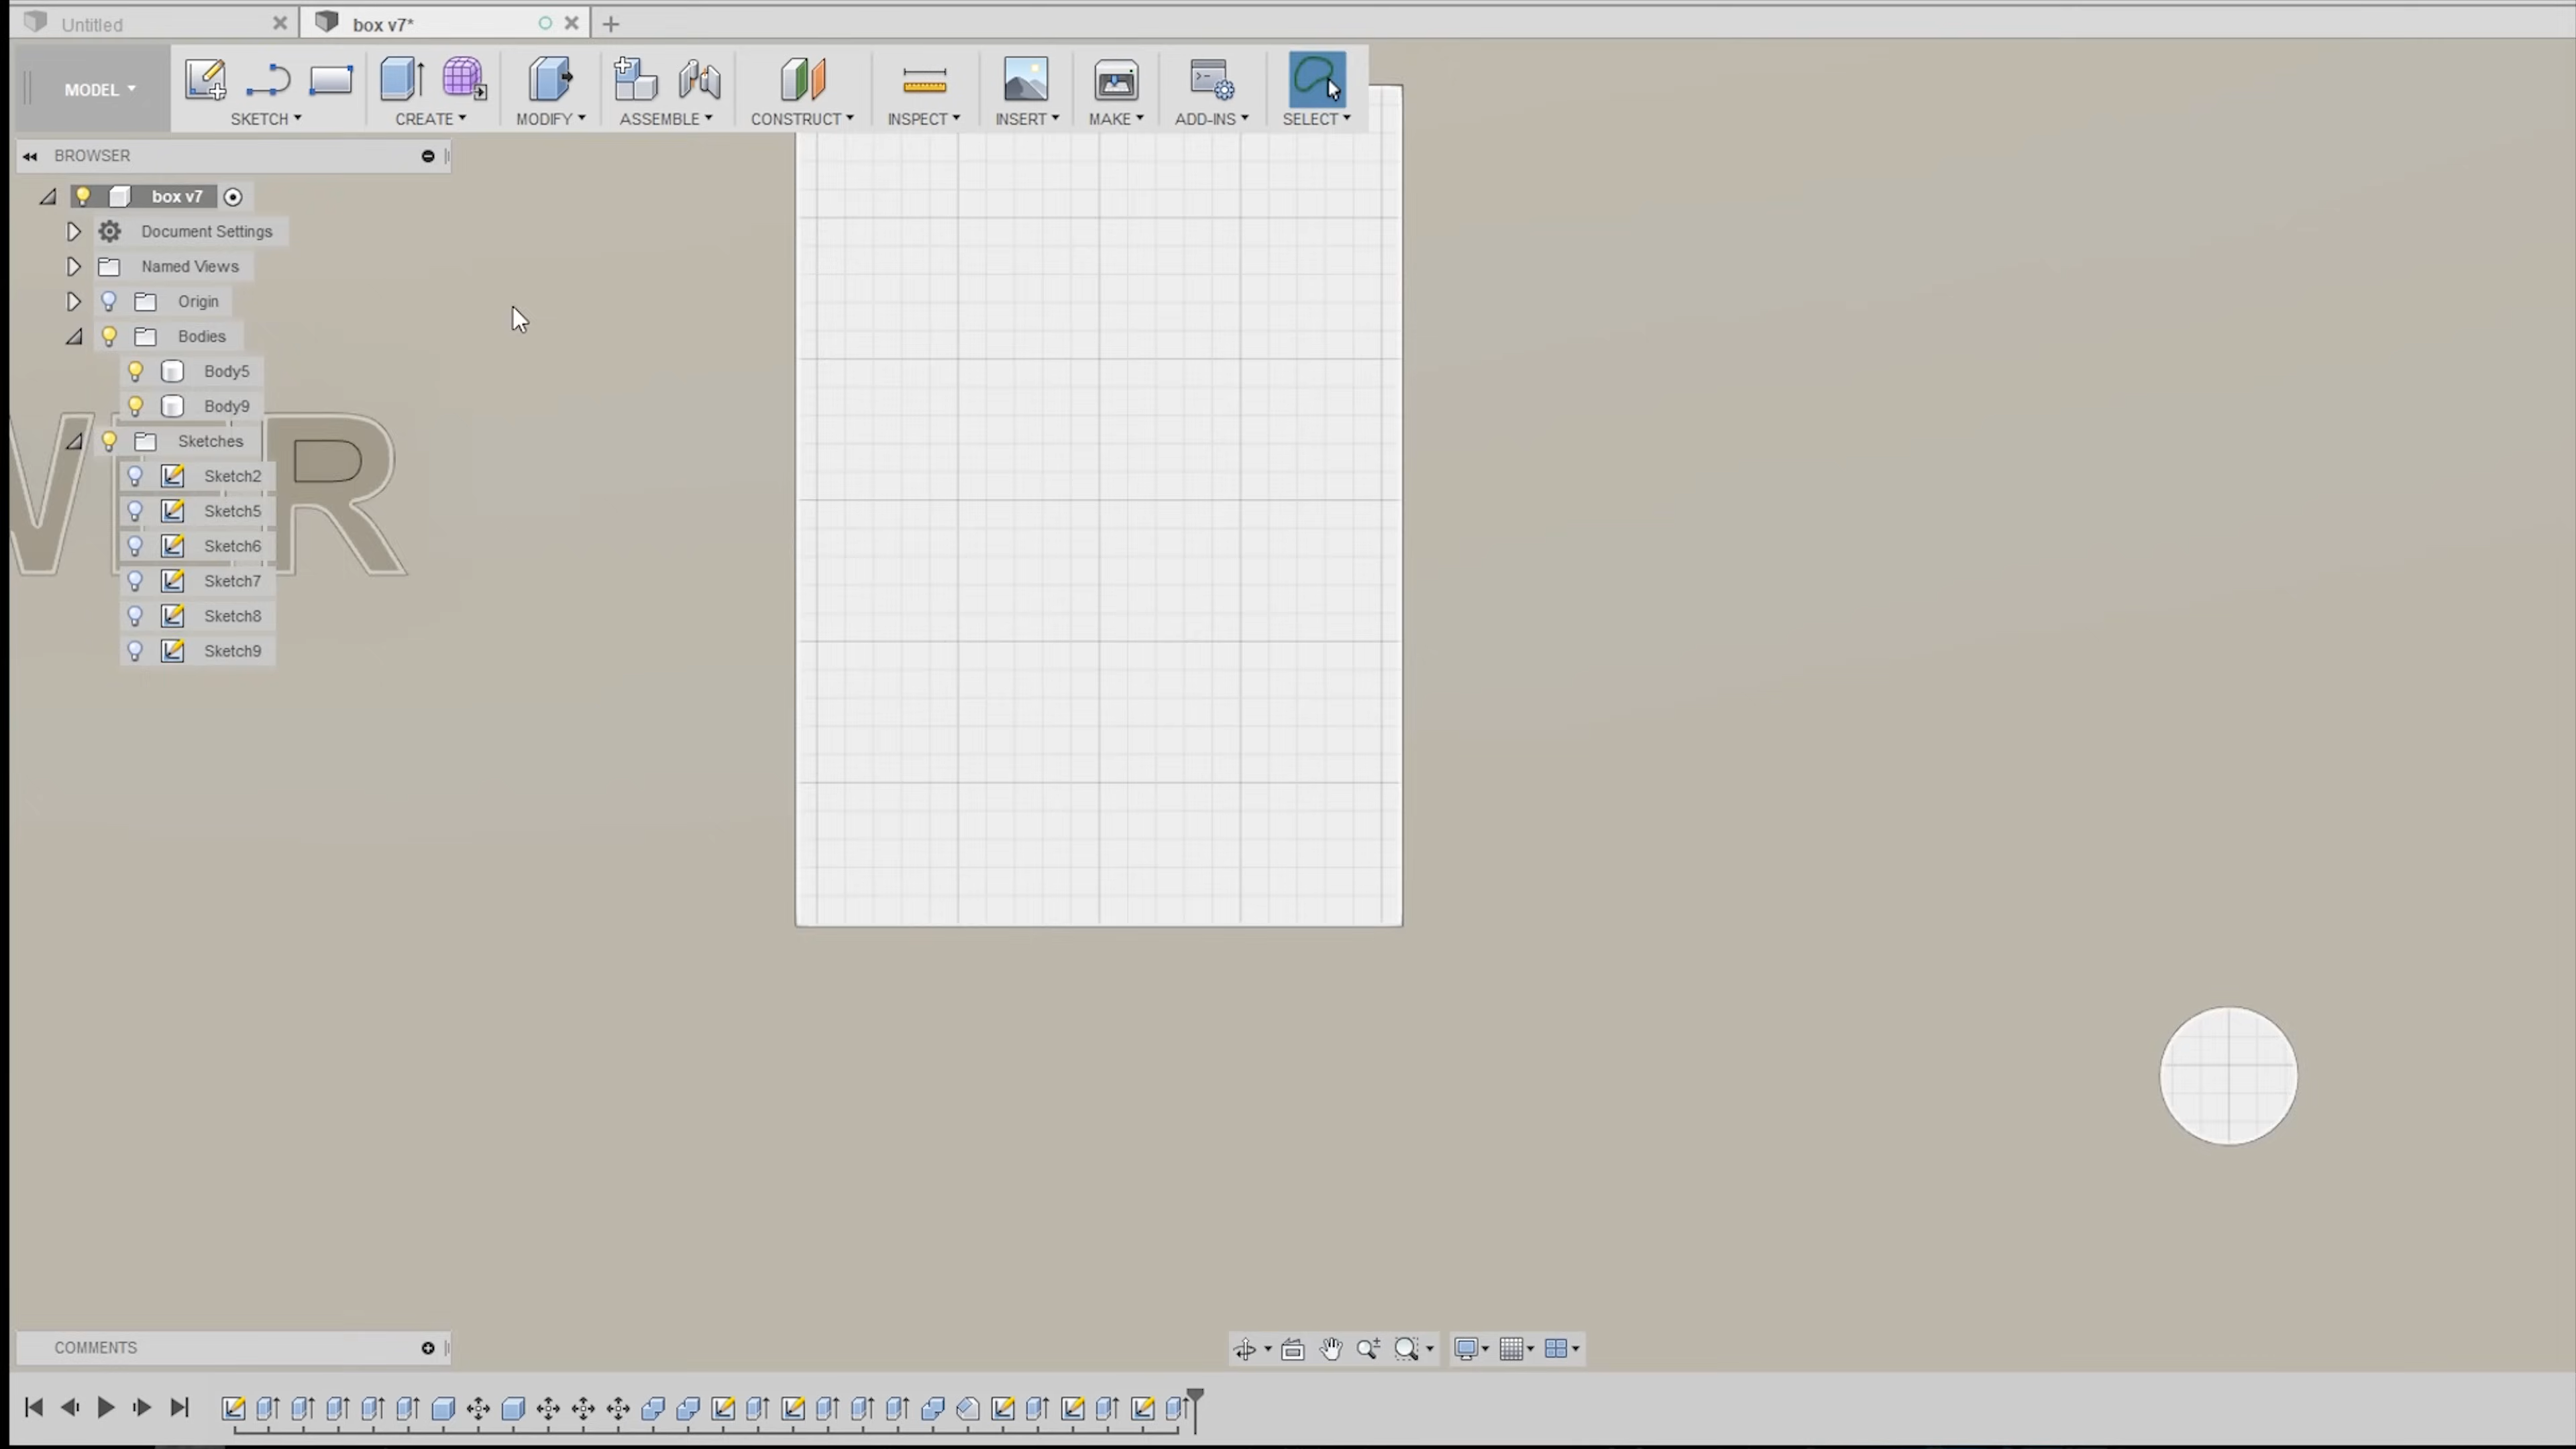 Untitled
box v7*
MODEL
SKETCH
CREATE
MODIFY
ASSEMBLE
CONSTRUCT
INSPECT
INSERT
MAKE
ADD-INS
SELECT
BROWSER
box v7
Document Settings
Named Views
Origin
Bodies
Body5
Body9
Sketches
Sketch2
Sketch5
Sketch6
Sketch7
Sketch8
Sketch9
COMMENTS